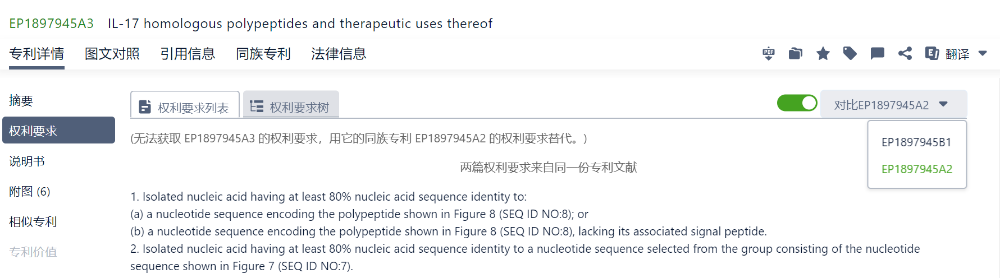 EP1897945A3 IL-17 homologous polypeptides and therapeutic uses thereof
专利详情 图文对照 引用信息 同族专利 法律信息 PDF 翻译
摘要
权利要求
说明书
附图 (6)
相似专利
专利价值
权利要求列表 权利要求树 对比EP1897945A2
EP1897945B1
EP1897945A2
(无法获取 EP1897945A3 的权利要求，用它的同族专利 EP1897945A2 的权利要求替代。)
两篇权利要求来自同一份专利文献
1. Isolated nucleic acid having at least 80% nucleic acid sequence identity to:
(a) a nucleotide sequence encoding the polypeptide shown in Figure 8 (SEQ ID NO:8); or
(b) a nucleotide sequence encoding the polypeptide shown in Figure 8 (SEQ ID NO:8), lacking its associated signal peptide.
2. Isolated nucleic acid having at least 80% nucleic acid sequence identity to a nucleotide sequence selected from the group consisting of the nucleotide
sequence shown in Figure 7 (SEQ ID NO:7).